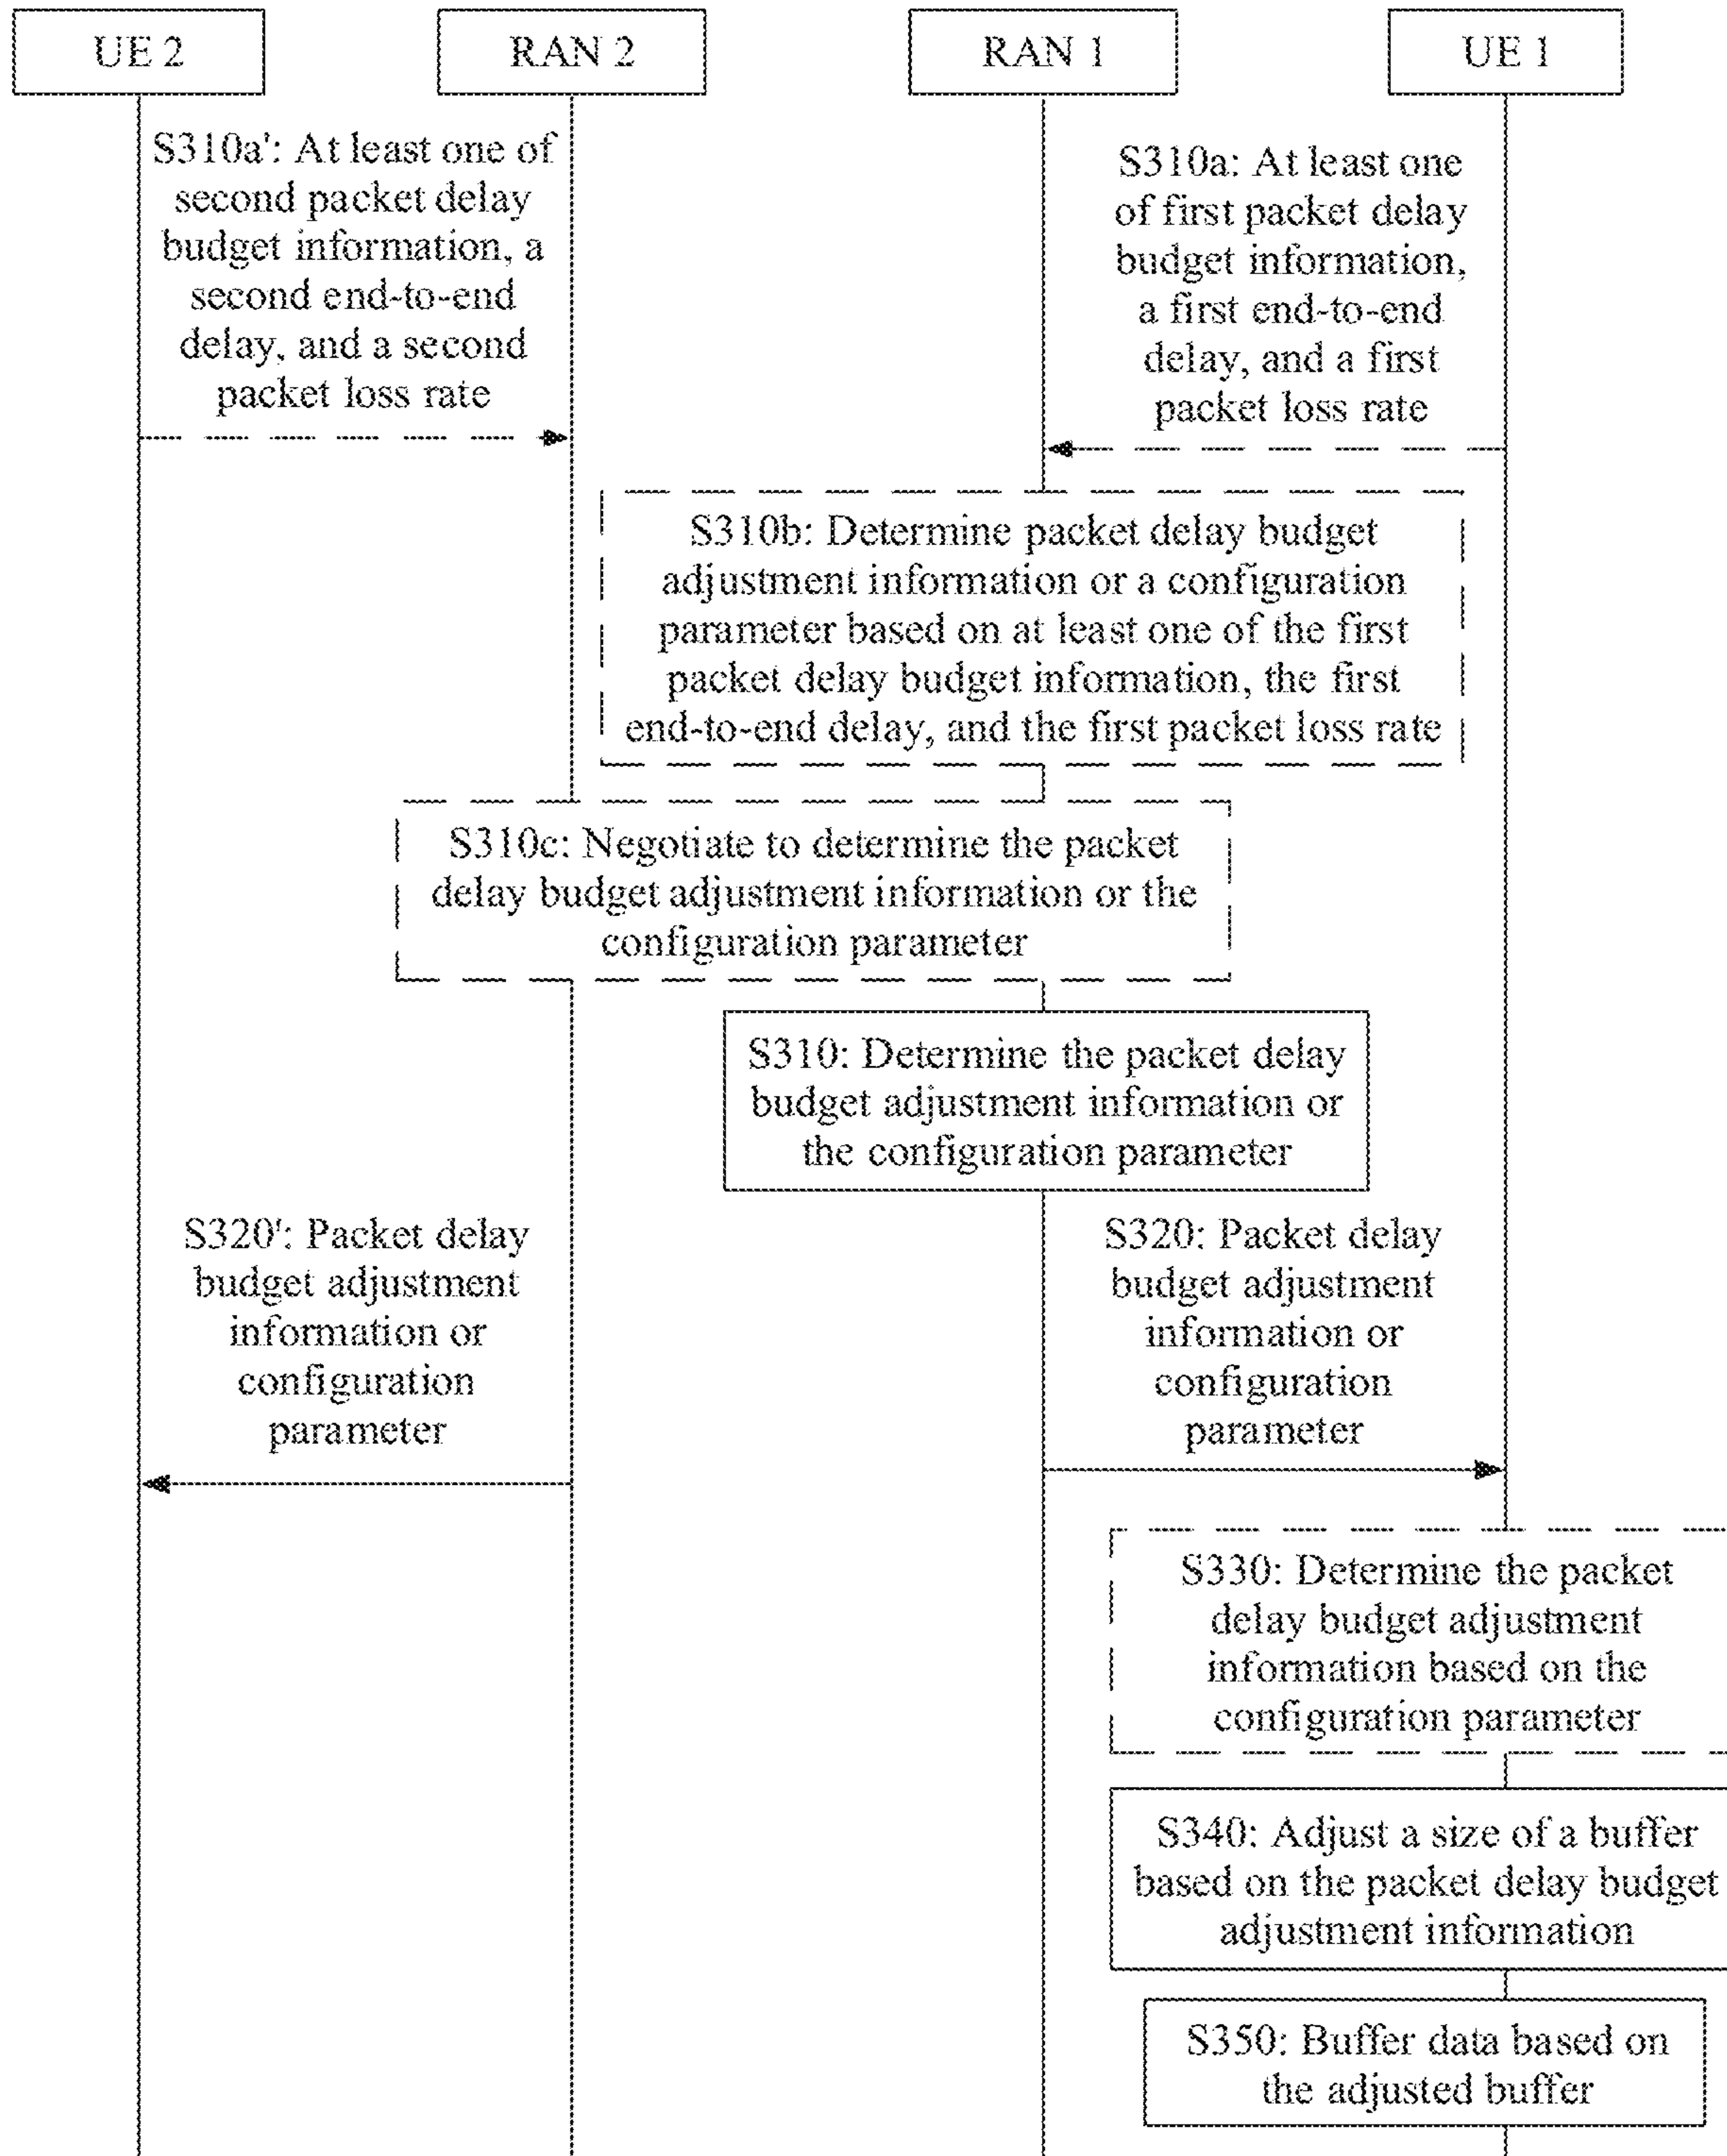 UE 2
RAN 2
RAN 1
UE 1
S310a': At least one of
second packet delay
budget information, a
second end-to-end
delay, and a second
packet loss rate
S310a: At least one
of first packet delay
budget information,
a first end-to-end
delay, and a first
packet loss rate
S310b: Determine packet delay budget
adjustment information or a configuration
parameter based on at least one of the first
packet delay budget information, the first
end-to-end delay, and the first packet loss rate
S310c: Negotiate to determine the packet
delay budget adjustment information or the
configuration parameter
S310: Determine the packet delay
budget adjustment information or
the configuration parameter
S320': Packet delay
budget adjustment
information or
configuration
parameter
S320: Packet delay
budget adjustment
information or
configuration
parameter
S330: Determine the packet
delay budget adjustment
information based on the
configuration parameter
S340: Adjust a size of a buffer
based on the packet delay budget
adjustment information
S350: Buffer data based on
the adjusted buffer